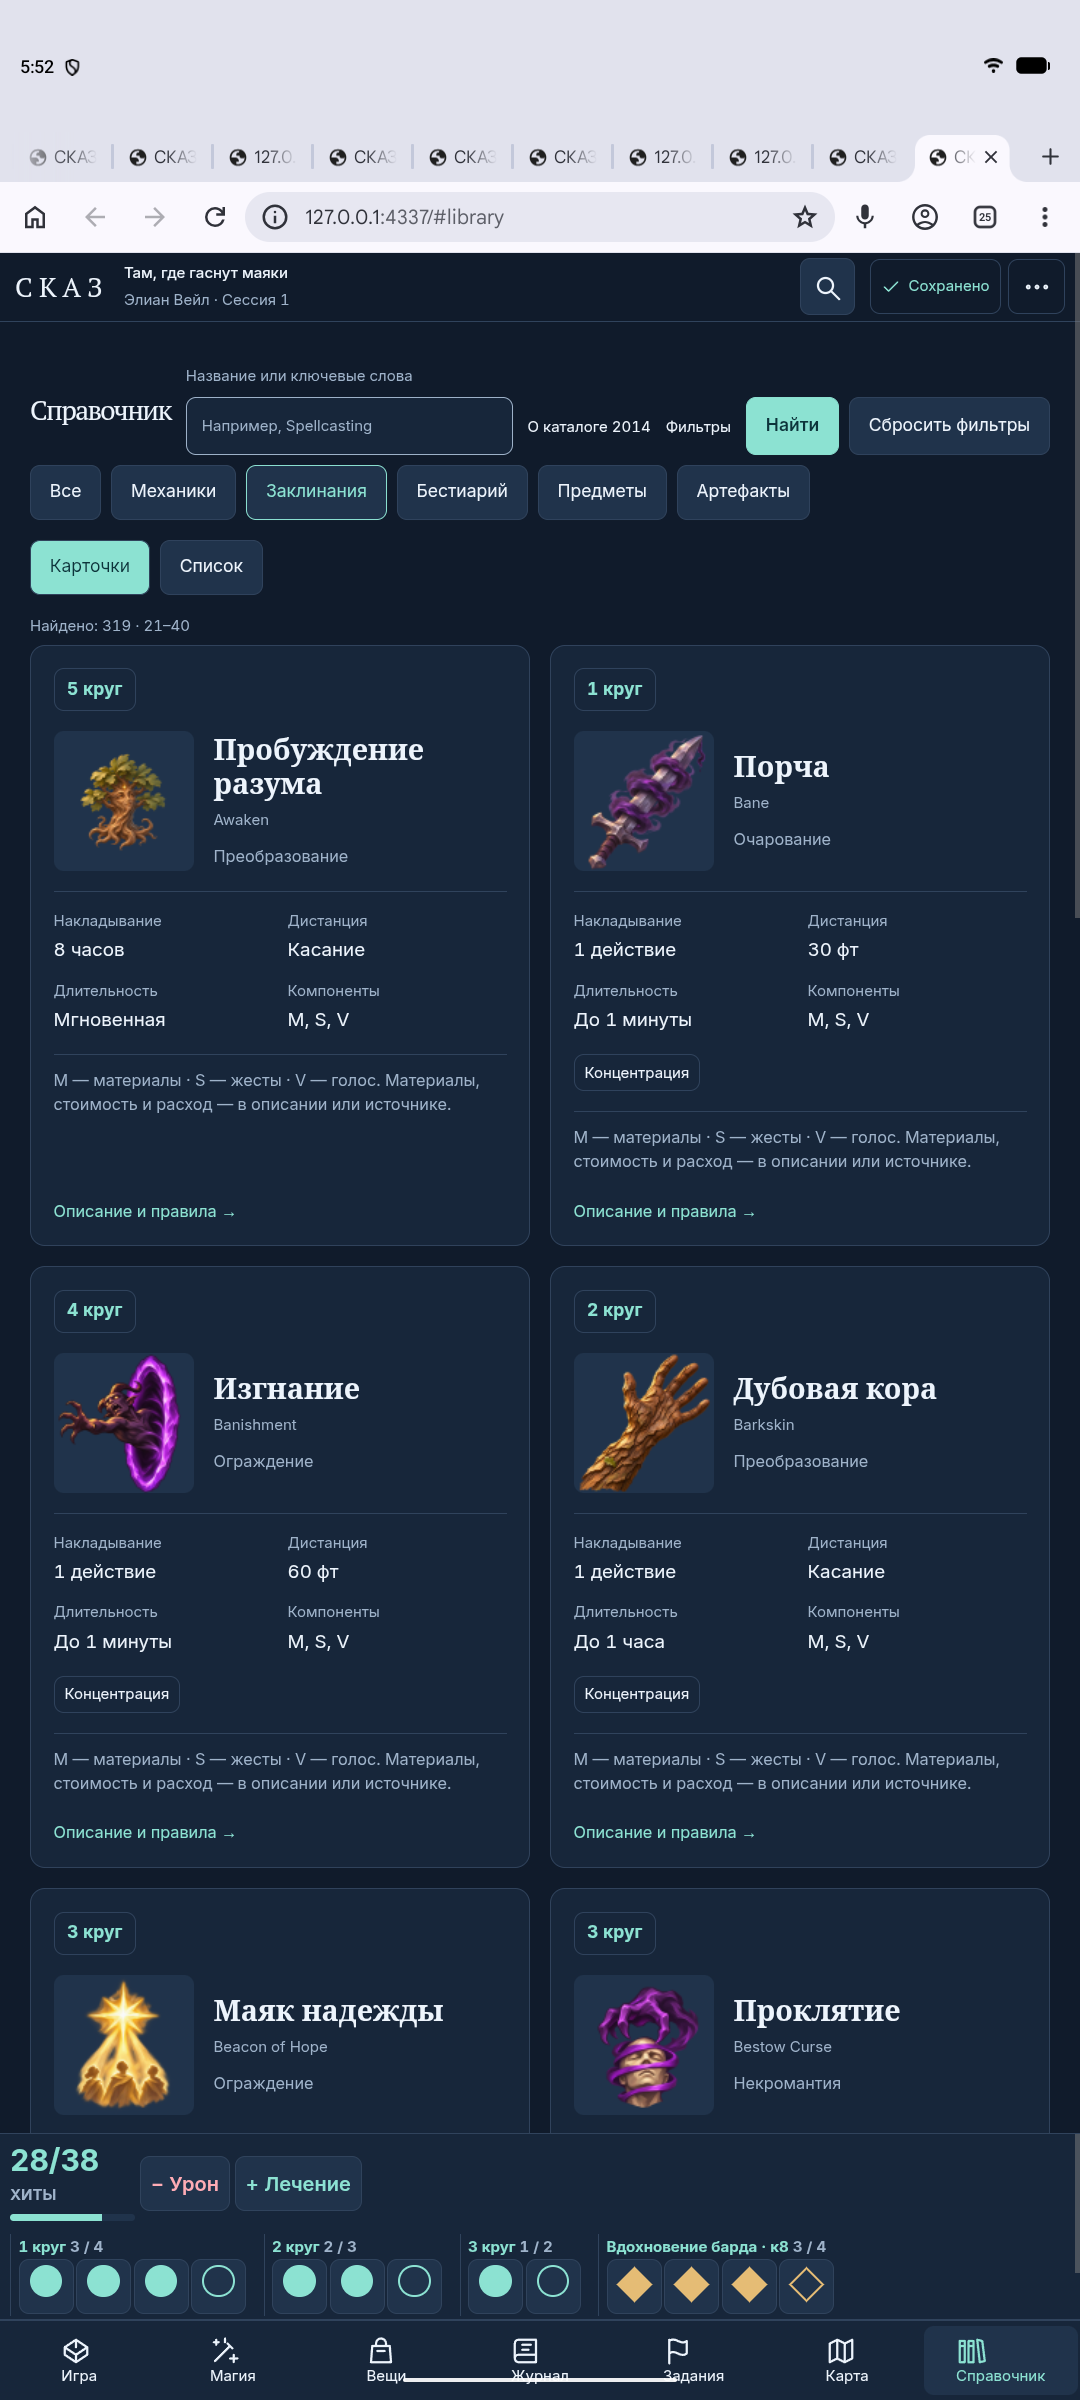 5:52
СКАЗ
СКАЗ
127.0.
СКАЗ
СКАЗ
СКАЗ
127.0.
127.0.
СКАЗ
СК
127.0.0.1:4337/#library
25
СКАЗ
Там, где гаснут маяки
Элиан Вейл · Сессия 1
Сохранено
Название или ключевые слова
Справочник
Например, Spellcasting
О каталоге 2014
Фильтры
Найти
Сбросить фильтры
Все
Механики
Заклинания
Бестиарий
Предметы
Артефакты
Карточки
Список
Найдено: 319 · 21–40
5 круг
Пробуждение
разума
Awaken
Преобразование
Накладывание
Дистанция
8 часов
Касание
Длительность
Компоненты
Мгновенная
M, S, V
M — материалы · S — жесты · V — голос. Материалы,
стоимость и расход — в описании или источнике.
Описание и правила →
1 круг
Порча
Bane
Очарование
Накладывание
Дистанция
1 действие
30 фт
Длительность
Компоненты
До 1 минуты
M, S, V
Концентрация
M — материалы · S — жесты · V — голос. Материалы,
стоимость и расход — в описании или источнике.
Описание и правила →
4 круг
Изгнание
Banishment
Ограждение
Накладывание
Дистанция
1 действие
60 фт
Длительность
Компоненты
До 1 минуты
M, S, V
Концентрация
M — материалы · S — жесты · V — голос. Материалы,
стоимость и расход — в описании или источнике.
Описание и правила →
2 круг
Дубовая кора
Barkskin
Преобразование
Накладывание
Дистанция
1 действие
Касание
Длительность
Компоненты
До 1 часа
M, S, V
Концентрация
M — материалы · S — жесты · V — голос. Материалы,
стоимость и расход — в описании или источнике.
Описание и правила →
3 круг
Маяк надежды
Beacon of Hope
Ограждение
3 круг
Проклятие
Bestow Curse
Некромантия
28/38
ХИТЫ
− Урон
+ Лечение
1 круг 3 / 4
2 круг 2 / 3
3 круг 1 / 2
Вдохновение барда · к8 3 / 4
Игра
Магия
Вещи
Журнал
Задания
Карта
Справочник